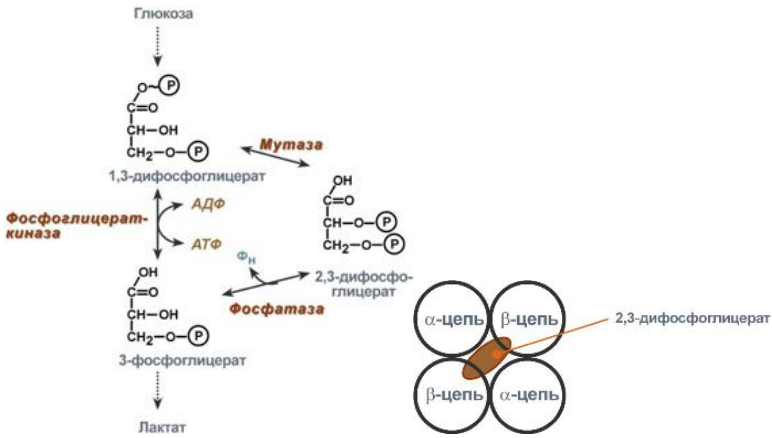 Глюкоза
O~P
C=O
CH–OH
CH₂–O–P
1,3-дифосфоглицерат
Мутаза
OH
C=O
CH–O–P
CH₂–O–P
2,3-дифосфо-
глицерат
Фосфоглицерат-
киназа
АДФ
АТФ
Фн
Фосфатаза
OH
C=O
CH–OH
CH₂–O–P
3-фосфоглицерат
Лактат
α-цепь
β-цепь
2,3-дифосфоглицерат
β-цепь
α-цепь